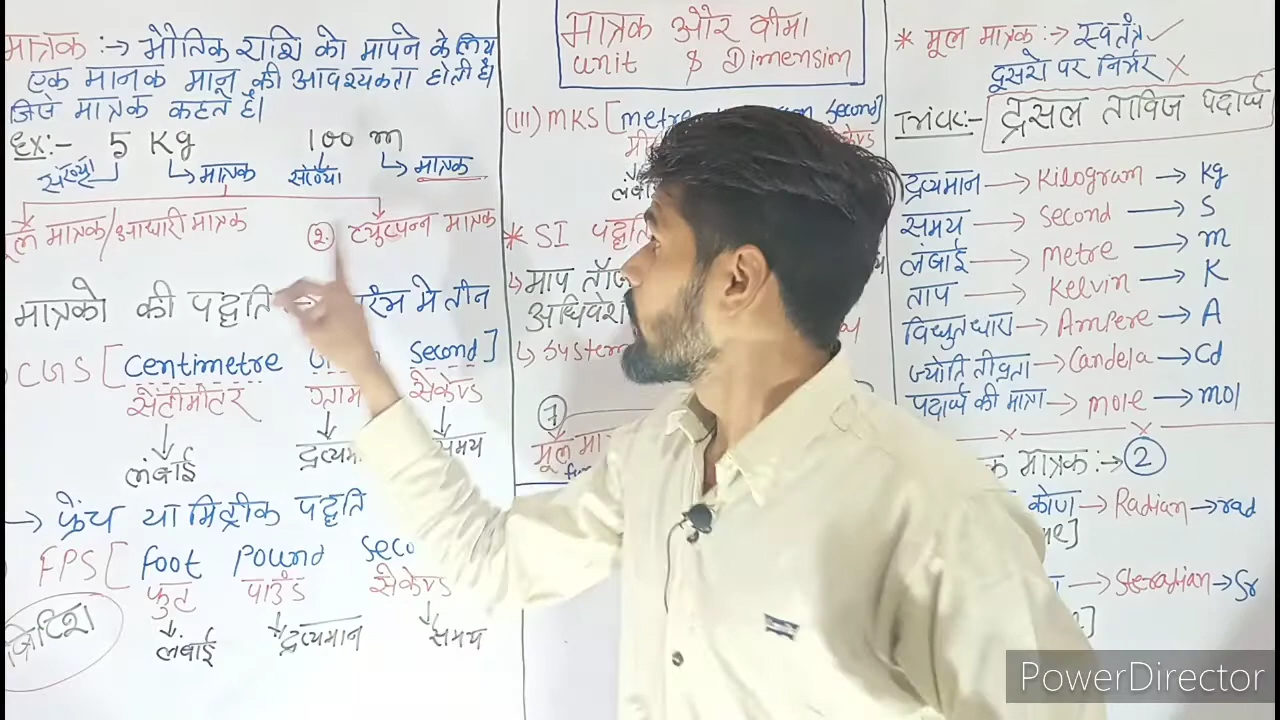 मात्रक :→ भौतिक राशि को मापने के लिय
एक मानक मान की आवश्यकता होती है
जिसे मात्रक कहते है।
Ex:- 5 Kg 100 m
संख्या मात्रक संख्या मात्रक
मूल मात्रक/आधारी मात्रक ② व्युत्पन्न मात्रक
मात्रको की पद्धति मे तीन
CGS [Centimetre Second]
सेंटीमीटर ग्राम सेकेण्ड
लंबाई समय
→ फ्रेंच या मिट्रीक पद्धति
FPS [foot Pound
फुट पाउंड सेकेण्ड
लंबाई द्रव्यमान समय
ब्रिटिश
मात्रक और वीमा
Unit & Dimension
(III) MKS [metre Second]
* SI पद्धति
माप
↳ System
⑦
* मूल मात्रक :→ स्वतंत्र ✓
दूसरो पर निर्भर ✗
Trick:- द्रसल ताविज पदार्थ
द्रव्यमान → Kilogram → Kg
समय → Second → S
लंबाई → metre → m
ताप → Kelvin → K
विधुतधारा → Ampere → A
ज्योति तीव्रता → Candela → Cd
पदार्थ की मात्रा → mole → mol
मात्रक :→ ②
कोण → Radian → rad
→ Steradian → Sr
PowerDirector